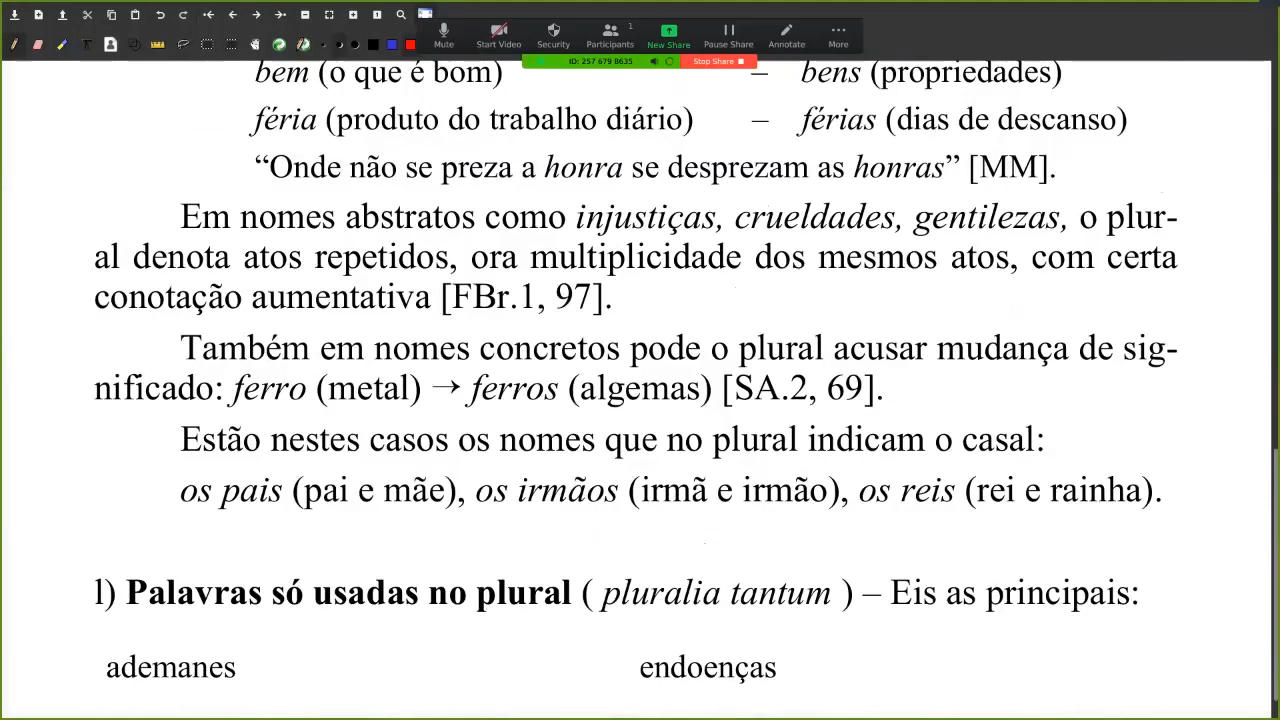 Mute
Start Video
Security
Participants
1
New Share
Pause Share
Annotate
More
ID: 257 679 8635
Stop Share
bem (o que é bom) – bens (propriedades)
féria (produto do trabalho diário) – férias (dias de descanso)
“Onde não se preza a honra se desprezam as honras” [MM].
Em nomes abstratos como injustiças, crueldades, gentilezas, o plur-
al denota atos repetidos, ora multiplicidade dos mesmos atos, com certa
conotação aumentativa [FBr.1, 97].
Também em nomes concretos pode o plural acusar mudança de sig-
nificado: ferro (metal) → ferros (algemas) [SA.2, 69].
Estão nestes casos os nomes que no plural indicam o casal:
os pais (pai e mãe), os irmãos (irmã e irmão), os reis (rei e rainha).
l) Palavras só usadas no plural ( pluralia tantum ) – Eis as principais:
ademanes endoenças